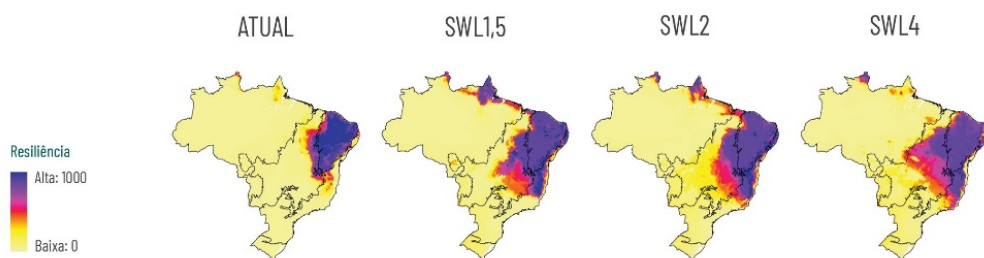 ATUAL
SWL1,5
SWL2
SWL4
Resiliência
Alta: 1000
Baixa: 0